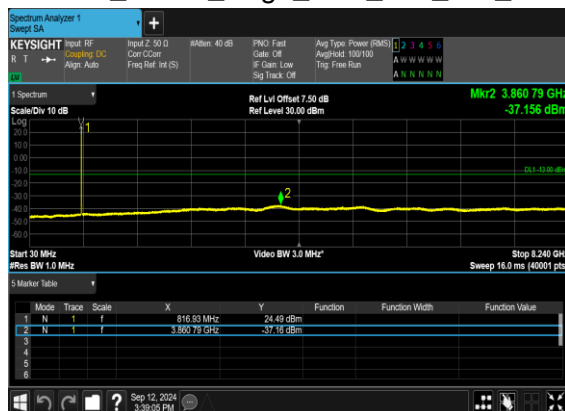 Spectrum Analyzer 1
Swept SA
+
KEYSIGHT Input: RF Input Z: 50 Ω #Atten: 40 dB PNO: Fast Avg Type: Power (RMS) 1 2 3 4 5 6
R T Coupling: DC Corr CCorr Gate: Off Avg|Hold: 100/100 A W W W W W
Align: Auto Freq Ref: Int (S) IF Gain: Low Trig: Free Run
Sig Track: Off A N N N N N
1 Spectrum Ref Lvl Offset 7.50 dB Mkr2 3.860 79 GHz
Scale/Div 10 dB Ref Level 30.00 dBm -37.156 dBm
Log
1
20.0
10.0
0.00
-10.0
DL1 -13.00 dBm
-20.0
-30.0
2
-40.0
-50.0
-60.0
Start 30 MHz Video BW 3.0 MHz* Stop 8.240 GHz
#Res BW 1.0 MHz Sweep 16.0 ms (40001 pts)
5 Marker Table
Mode Trace Scale X Y Function Function Width Function Value
1 N 1 f 816.93 MHz 24.49 dBm
2 N 1 f 3.860 79 GHz -37.16 dBm
3
4
5
6
? Sep 12, 2024
3:39:05 PM